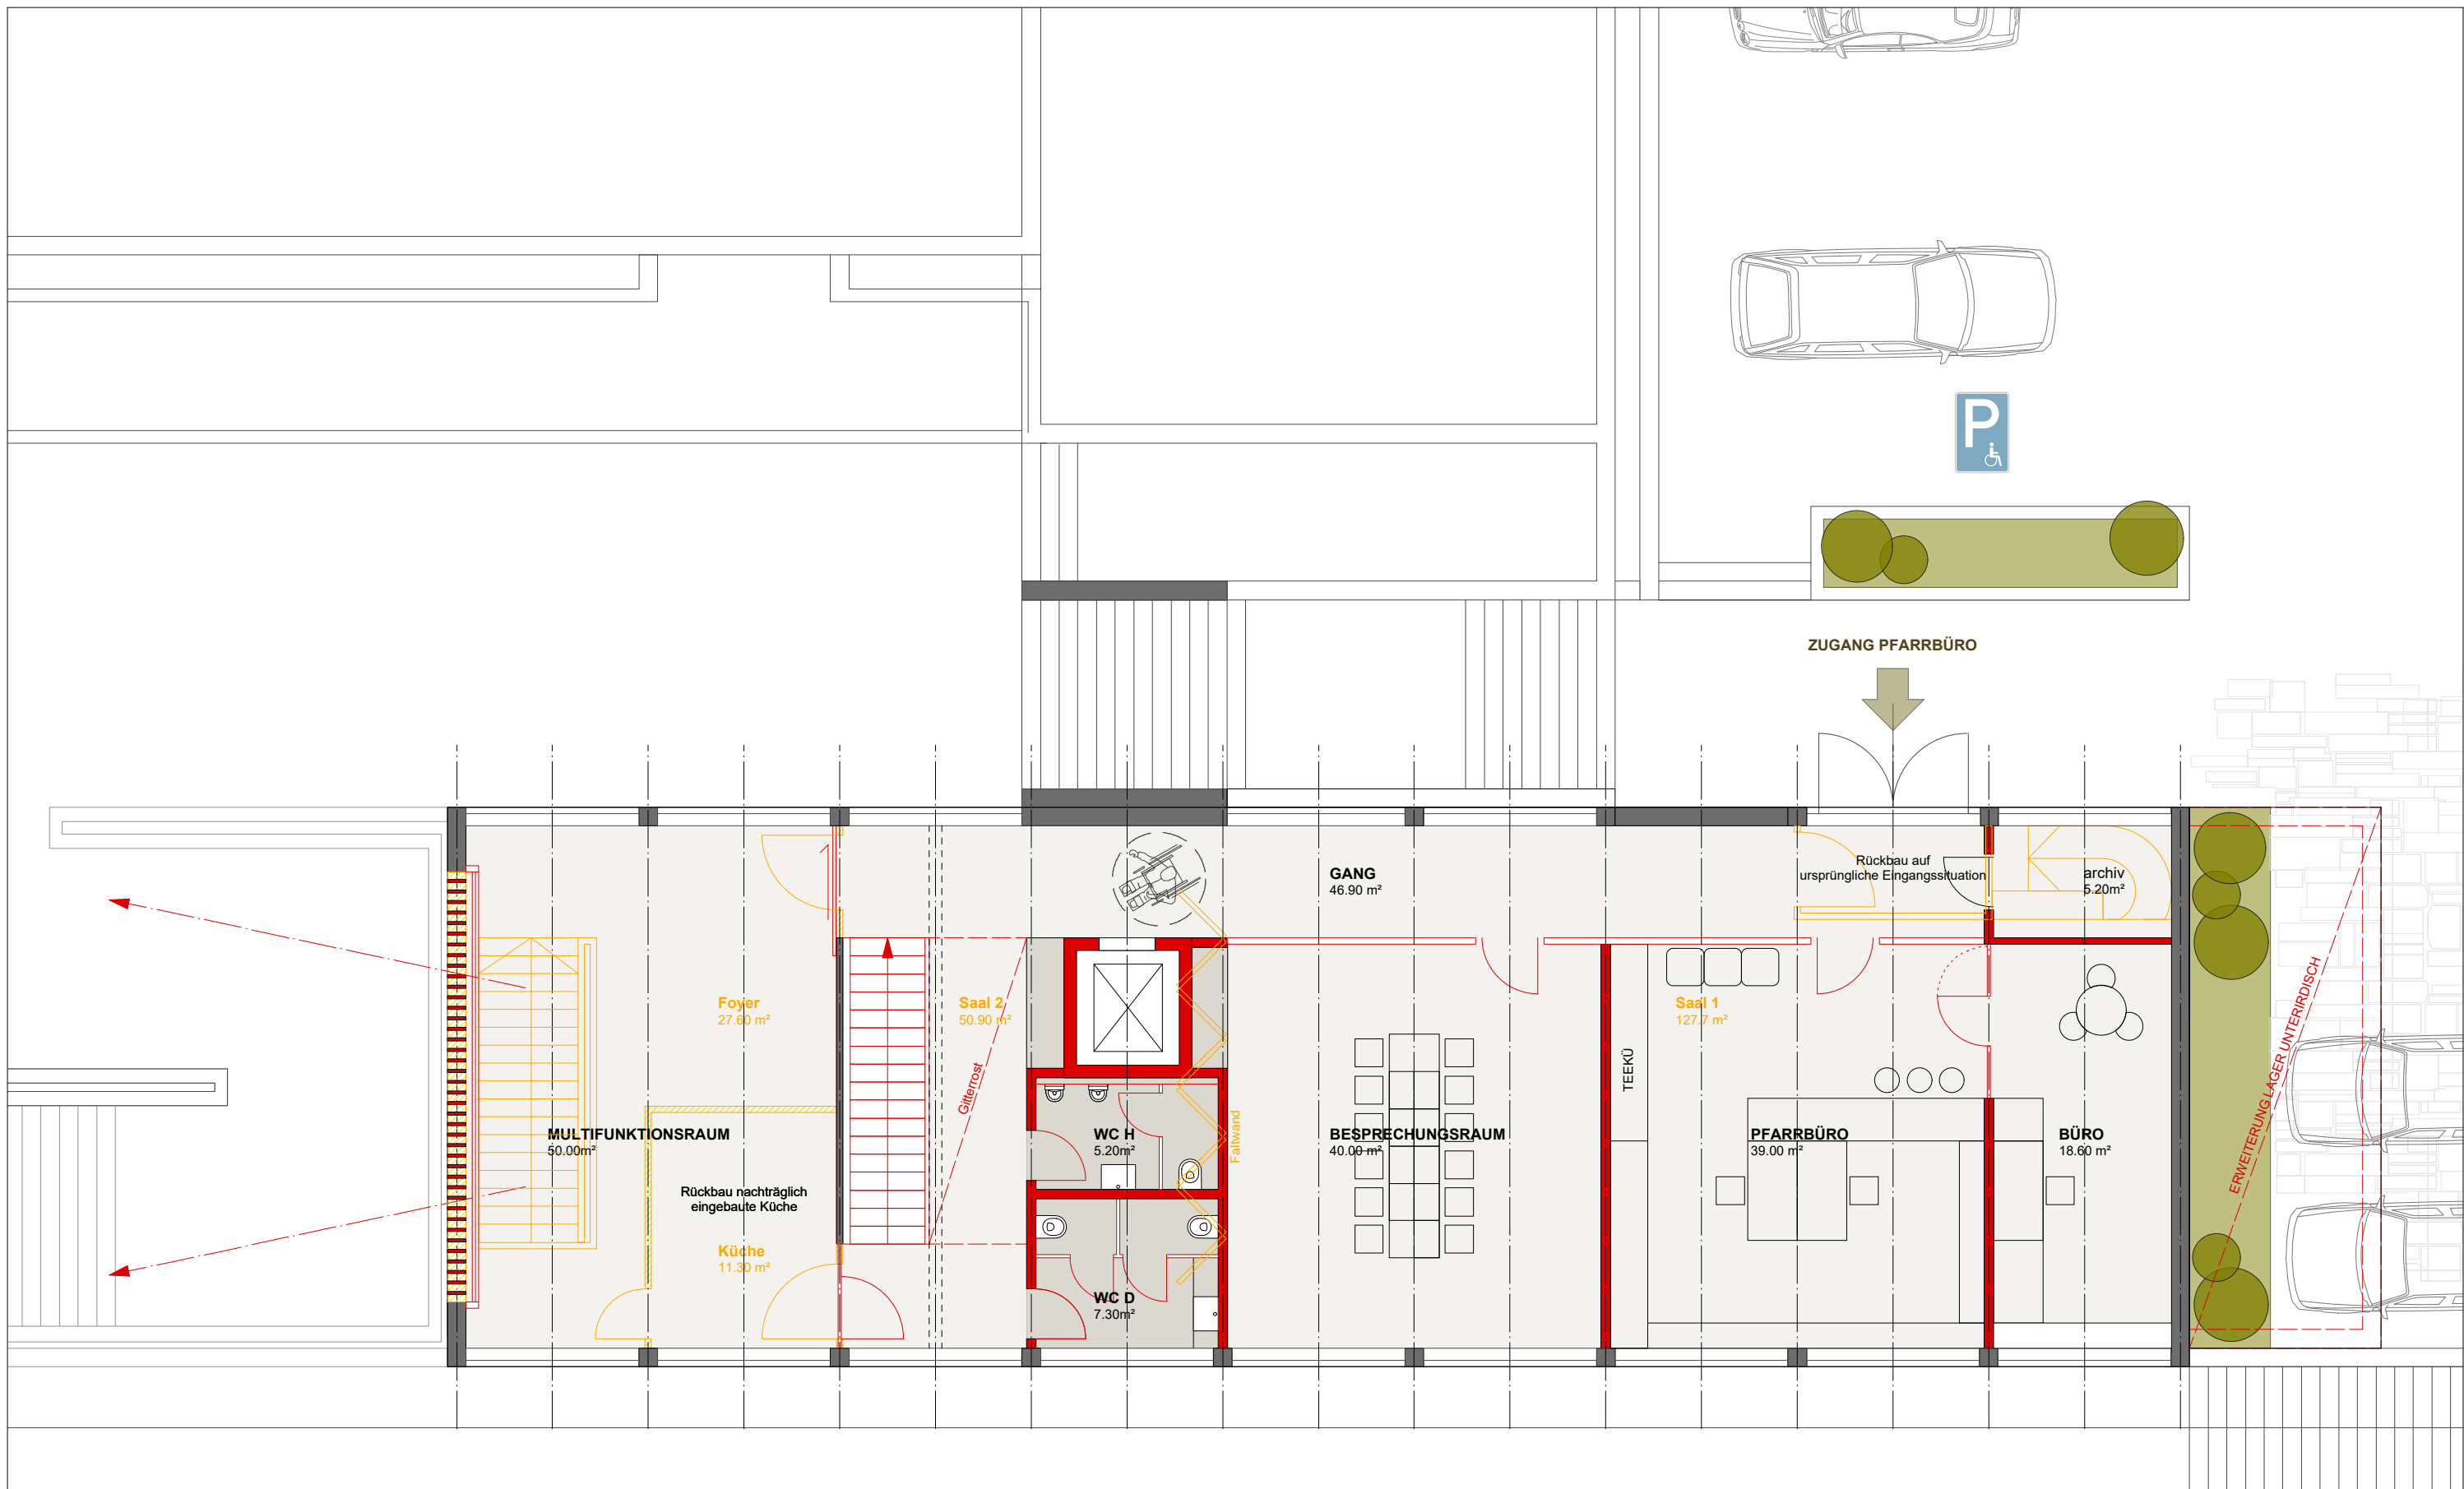 P
ZUGANG PFARRBÜRO
GANG
46.90 m²
Rückbau auf
ursprüngliche Eingangssituation
archiv
5.20m²
Foyer
27.60 m²
Saal 2
50.90 m²
Saal 1
127.7 m²
Gitterrost
TEEKÜ
ERWEITERUNG LAGER UNTERIRDISCH
MULTIFUNKTIONSRAUM
50.00m²
WC H
5.20m²
Faltwand
BESPRECHUNGSRAUM
40.00 m²
PFARRBÜRO
39.00 m²
BÜRO
18.60 m²
Rückbau nachträglich
eingebaute Küche
Küche
11.30 m²
WC D
7.30m²